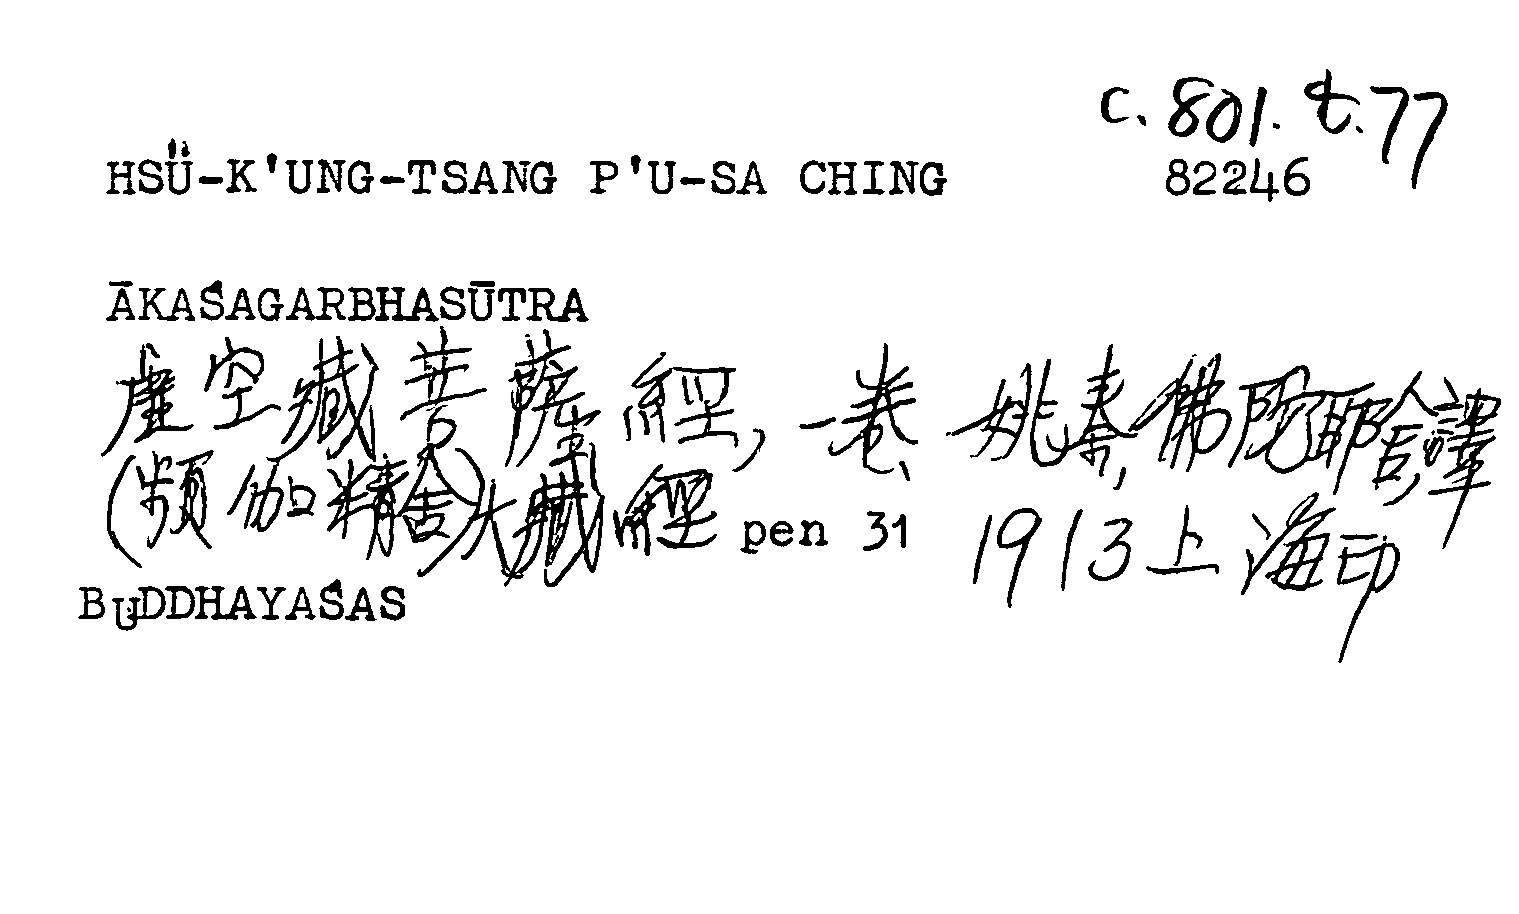 C. 801. t. 77
HSÜ-K'UNG-TSANG P'U-SA CHING 82246
ĀKAŚAGARBHASŪTRA
虛空藏菩薩經, 一卷、 姚秦, 佛陀耶舍譯
(頻伽精舍)大藏經 pen 31 1913上海印
BUDDHAYAŚAS